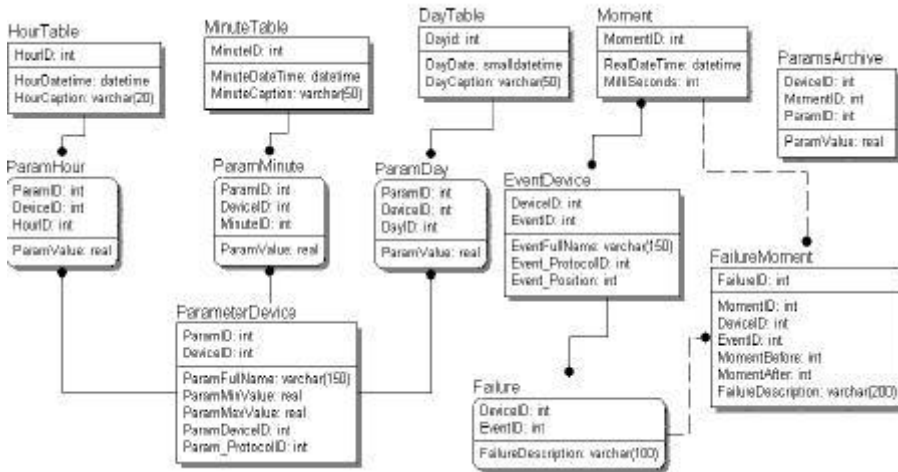 HourTable
HourID: int
HourDatetime: datetime
HourCaption: varchar(20)
MinuteTable
MinuteID: int
MinuteDateTime: datetime
MinuteCaption: varchar(50)
DayTable
Dayid: int
DayDate: smalldatetime
DayCaption: varchar(50)
Moment
MomentID: int
RealDateTime: datetime
MilliSeconds: int
ParamsArchive
DeviceID: int
MomentID: int
ParamID: int
ParamValue: real
ParamHour
ParamID: int
DeviceID: int
HourID: int
ParamValue: real
ParamMinute
ParamID: int
DeviceID: int
MinuteID: int
ParamValue: real
ParamDay
ParamID: int
DeviceID: int
DayID: int
ParamValue: real
EventDevice
DeviceID: int
EventID: int
EventFullName: varchar(150)
Event_ProtocolID: int
Event_Position: int
FailureMoment
FailureID: int
MomentID: int
DeviceID: int
EventID: int
MomentBefore: int
MomentAfter: int
FailureDescription: varchar(200)
ParameterDevice
ParamID: int
DeviceID: int
ParamFullName: varchar(150)
ParamMinValue: real
ParamMaxValue: real
ParamDeviceID: int
Param_ProtocolID: int
Failure
DeviceID: int
EventID: int
FailureDescription: varchar(100)